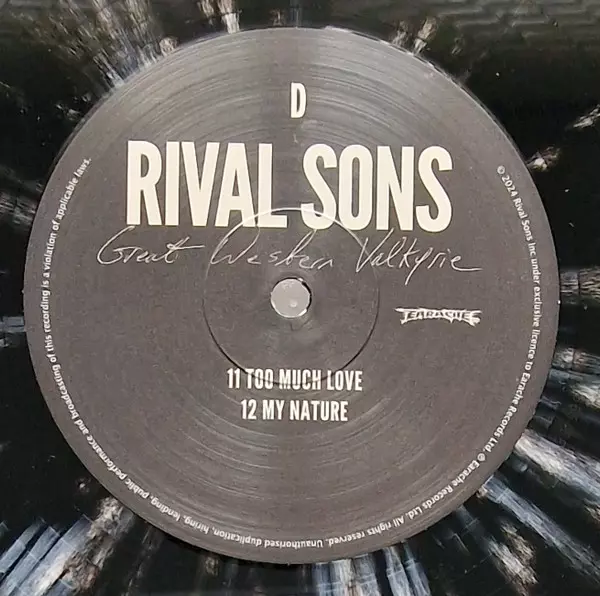 D
RIVAL SONS
Great Western Valkyrie
EARACHE
11 TOO MUCH LOVE
12 MY NATURE
© 2024 Rival Sons Inc under exclusive licence to Earache Records Ltd. ℗ Earache Records Ltd. All rights reserved. Unauthorised duplication, hiring, lending, public performance and broadcasting of this recording is a violation of applicable laws.